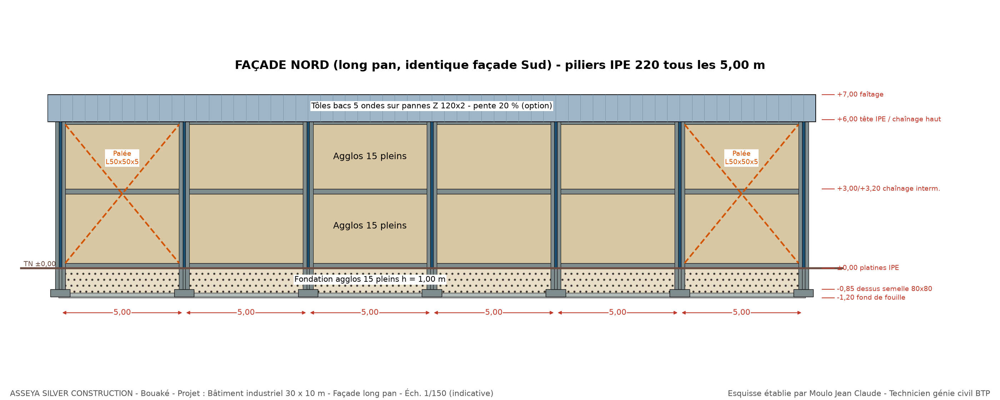 FAÇADE NORD (long pan, identique façade Sud) - piliers IPE 220 tous les 5,00 m
+7,00 faîtage
Tôles bacs 5 ondes sur pannes Z 120x2 - pente 20 % (option)
+6,00 tête IPE / chaînage haut
Palée
L50x50x5
Agglos 15 pleins
Palée
L50x50x5
+3,00/+3,20 chaînage interm.
Agglos 15 pleins
TN ±0,00
±0,00 platines IPE
Fondation agglos 15 pleins h = 1,00 m
-0,85 dessus semelle 80x80
-1,20 fond de fouille
5,00 5,00 5,00 5,00 5,00 5,00
ASSEYA SILVER CONSTRUCTION - Bouaké - Projet : Bâtiment industriel 30 x 10 m - Façade long pan - Éch. 1/150 (indicative)
Esquisse établie par Moulo Jean Claude - Technicien génie civil BTP